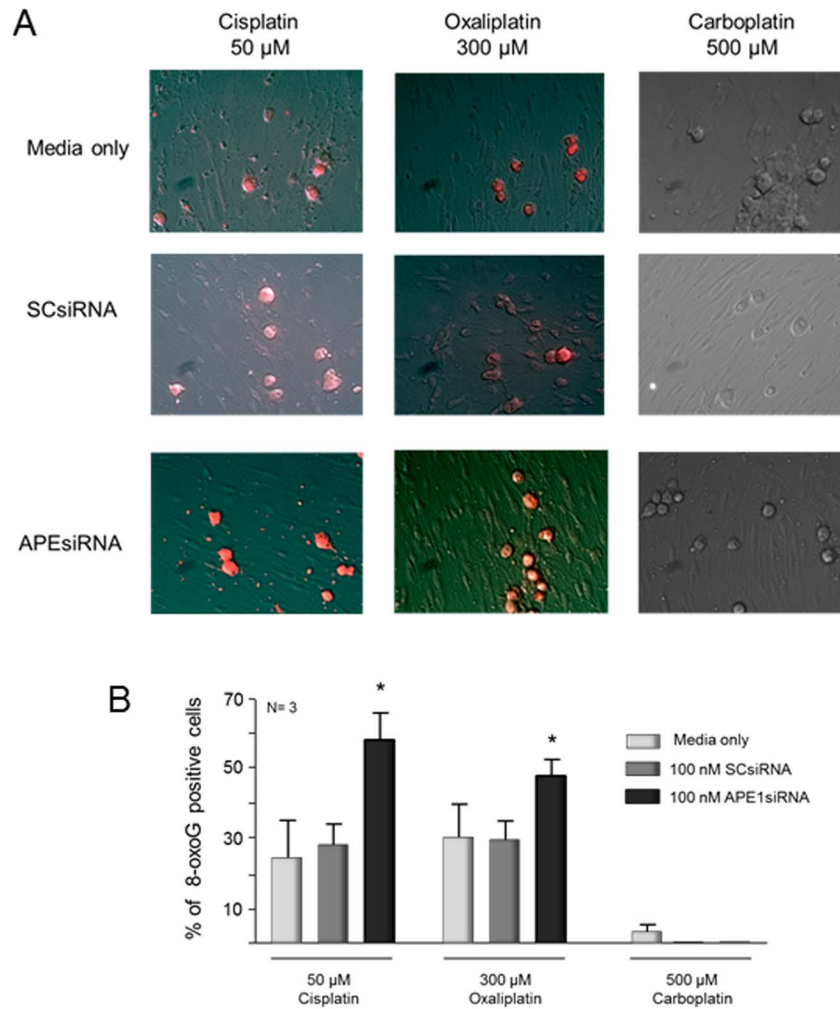 A
Cisplatin
50 µM
Oxaliplatin
300 µM
Carboplatin
500 µM
Media only
SCsiRNA
APEsiRNA
B
% of 8-oxoG positive cells
70
50
30
10
N= 3
*
*
Media only
100 nM SCsiRNA
100 nM APE1siRNA
50 µM
Cisplatin
300 µM
Oxaliplatin
500 µM
Carboplatin